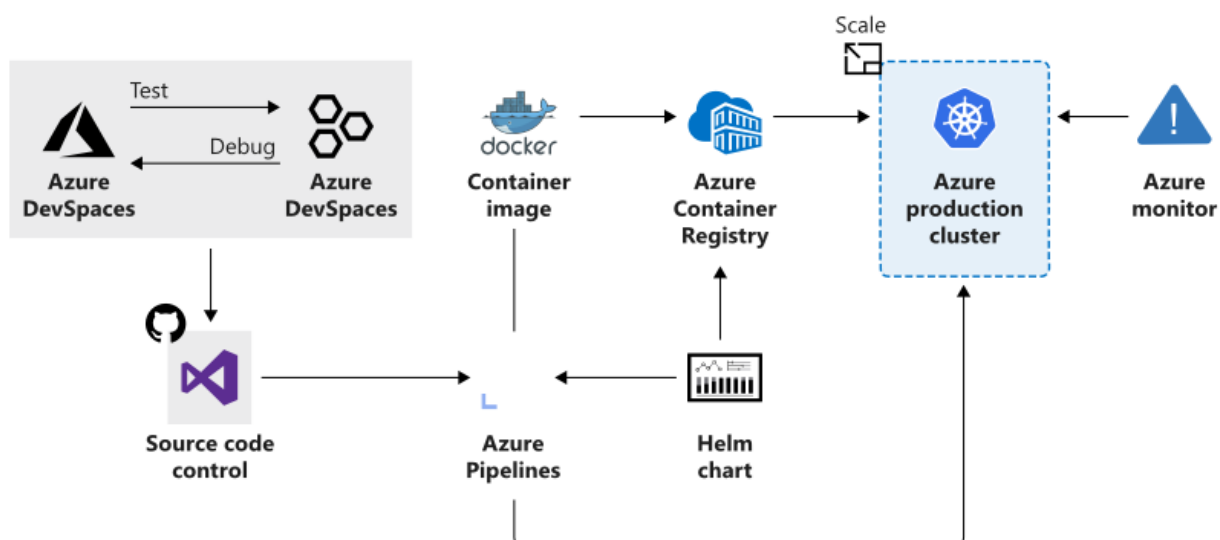 Scale
Test
Debug
Azure
DevSpaces
Azure
DevSpaces
docker
Container
image
Azure
Container
Registry
Azure
production
cluster
Azure
monitor
Source code
control
Azure
Pipelines
Helm
chart